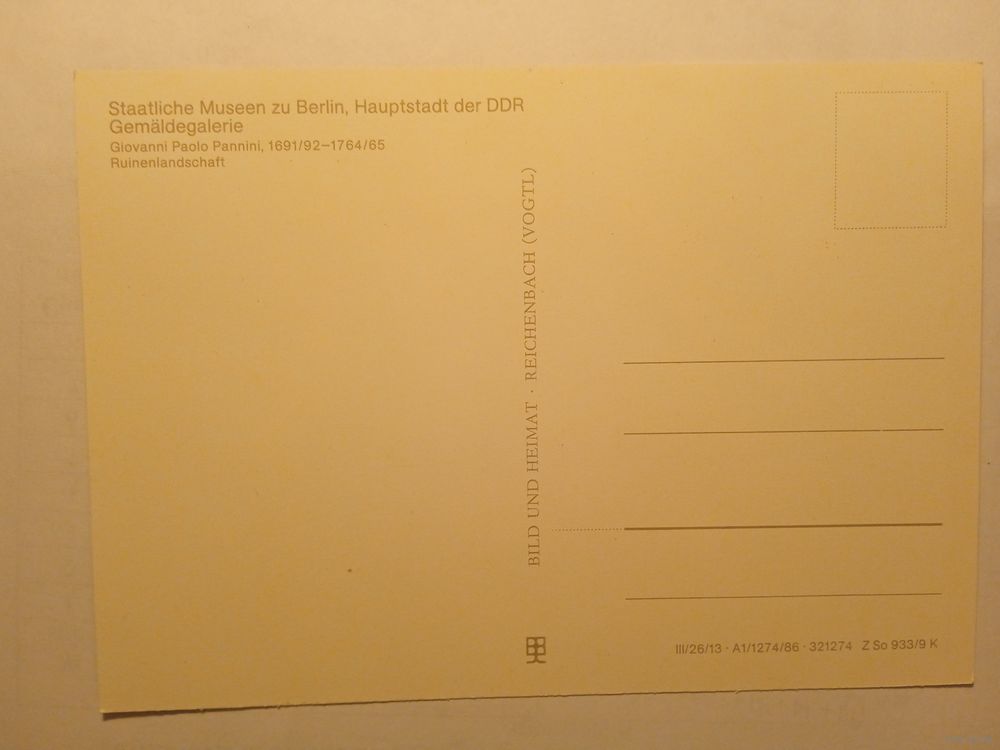 Staatliche Museen zu Berlin, Hauptstadt der DDR
Gemäldegalerie
Giovanni Paolo Pannini, 1691/92–1764/65
Ruinenlandschaft
BILD UND HEIMAT · REICHENBACH (VOGTL)
III/26/13 · A1/1274/86 · 321274 Z So 933/9 K